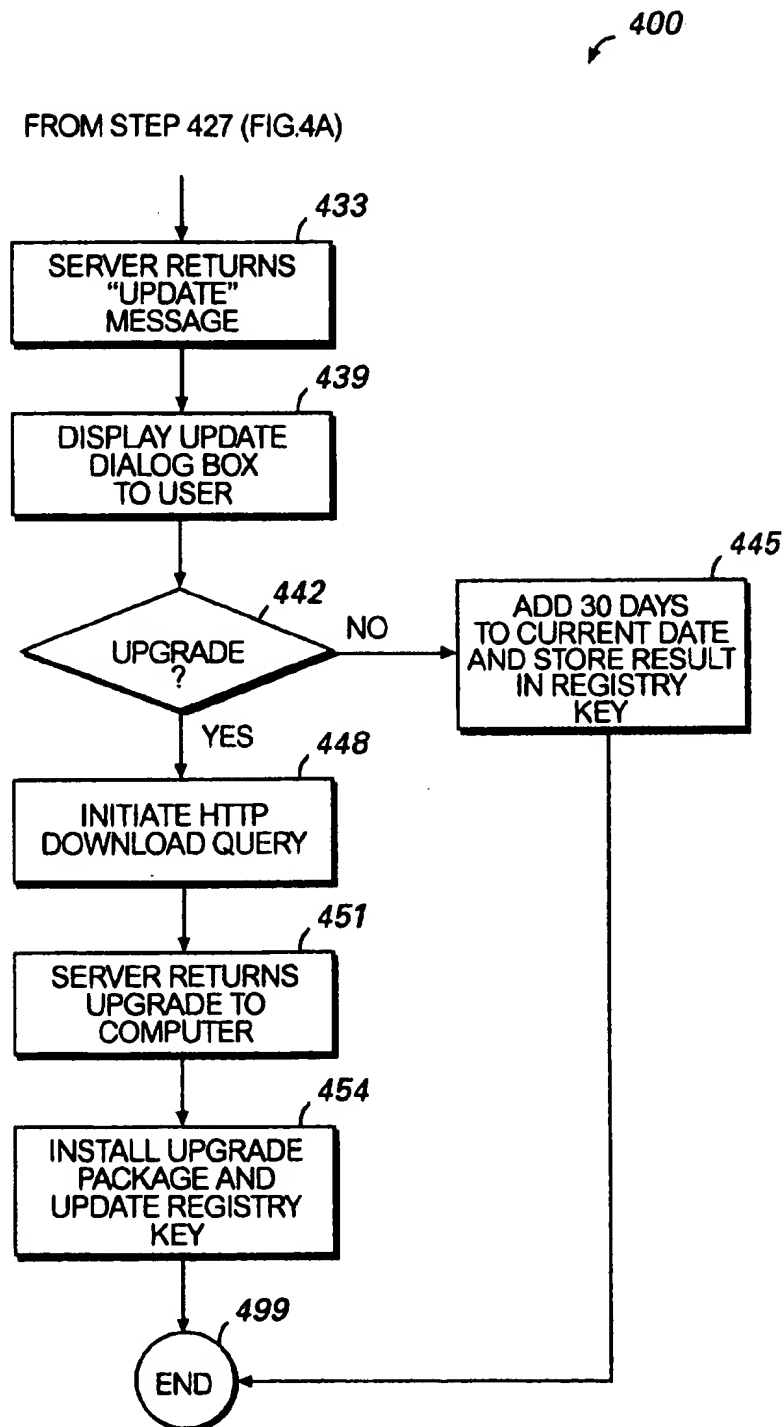 400
FROM STEP 427 (FIG.4A)
433
SERVER RETURNS
"UPDATE"
MESSAGE
439
DISPLAY UPDATE
DIALOG BOX
TO USER
442
UPGRADE
?
NO
445
ADD 30 DAYS
TO CURRENT DATE
AND STORE RESULT
IN REGISTRY
KEY
YES
448
INITIATE HTTP
DOWNLOAD QUERY
451
SERVER RETURNS
UPGRADE TO
COMPUTER
454
INSTALL UPGRADE
PACKAGE AND
UPDATE REGISTRY
KEY
499
END